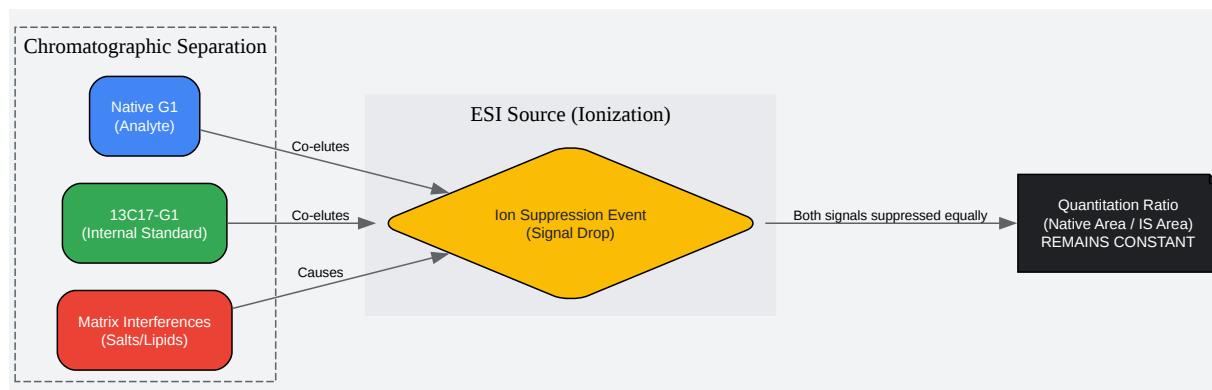 Chromatographic Separation
Native G1
(Analyte)
Co-elutes
13C17-G1
(Internal Standard)
Co-elutes
Matrix Interferences
(Salts/Lipids)
Causes
ESI Source (Ionization)
Ion Suppression Event
(Signal Drop)
Both signals suppressed equally
Quantitation Ratio
(Native Area / IS Area)
REMAINS CONSTANT